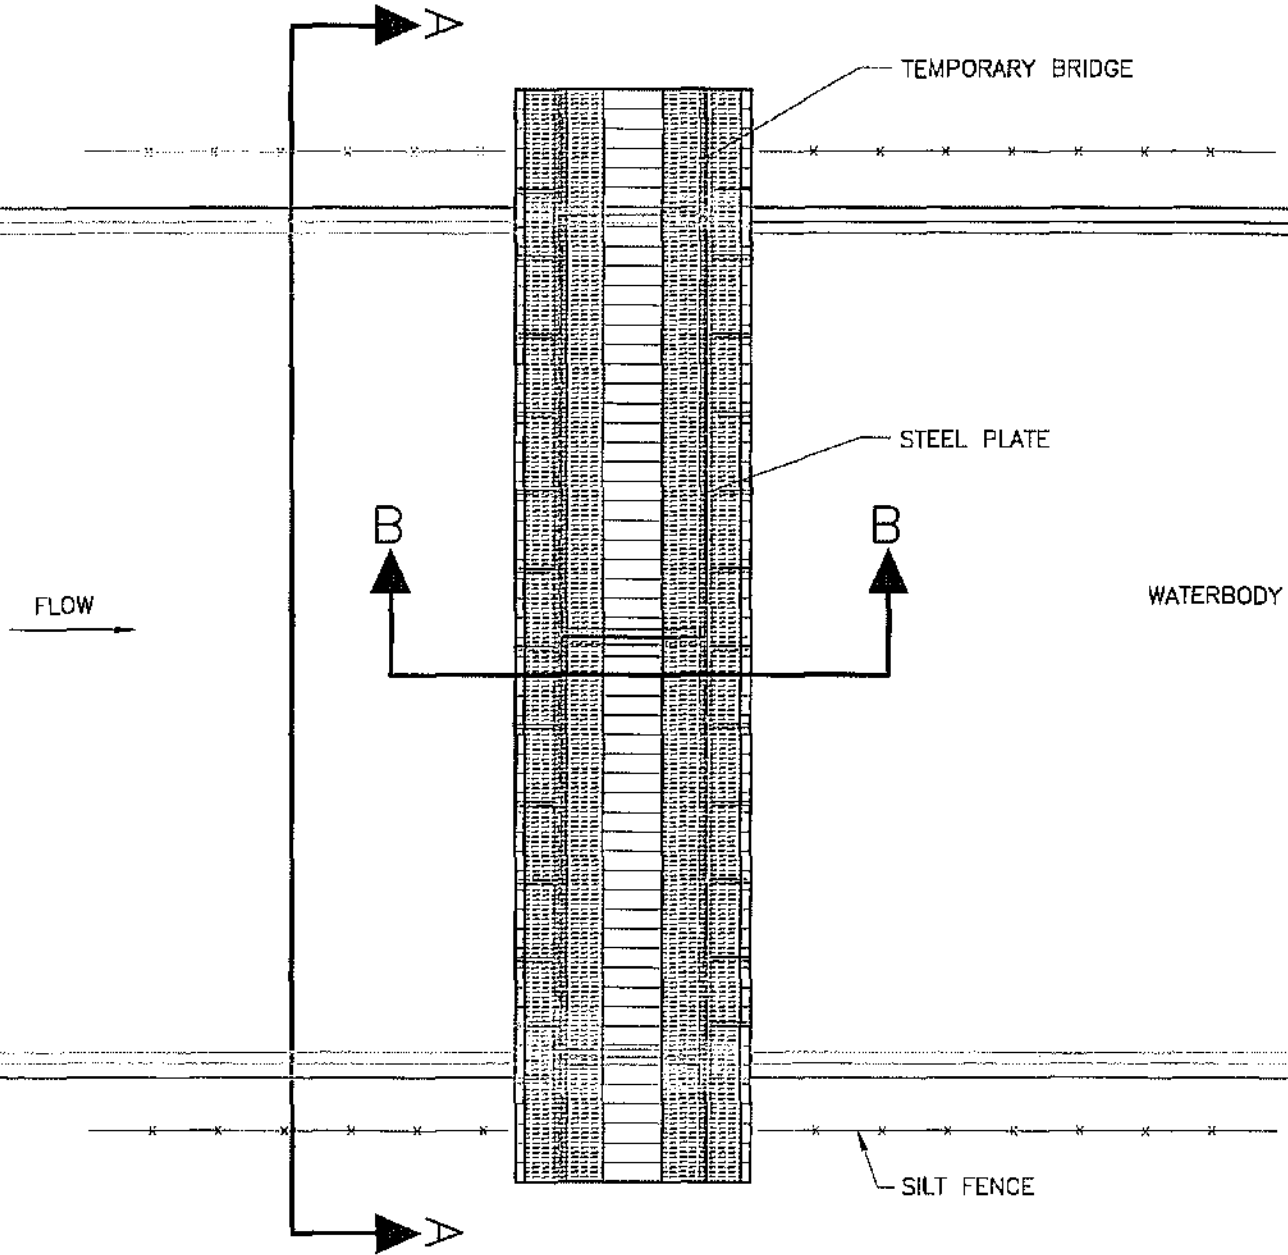 A
TEMPORARY BRIDGE
STEEL PLATE
B
B
FLOW
WATERBODY
SILT FENCE
A